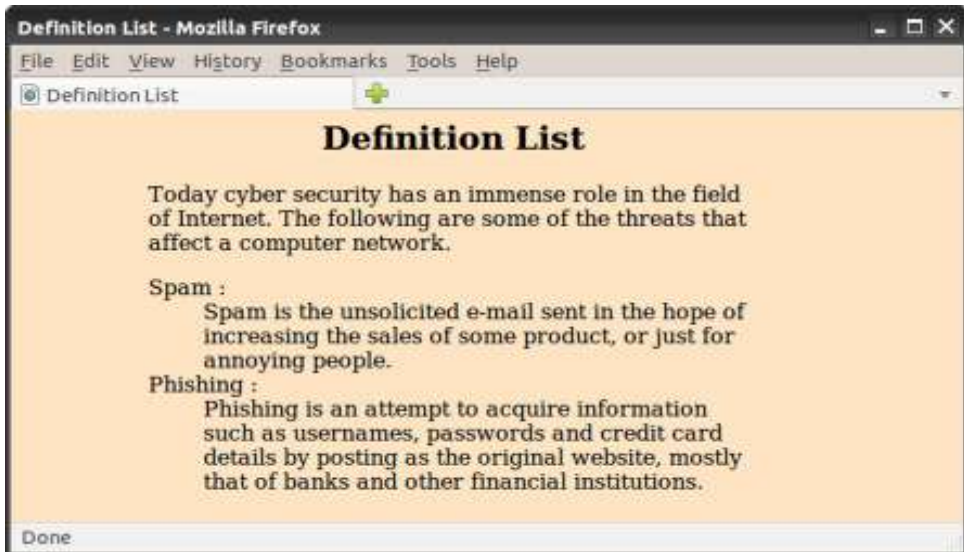 Definition List - Mozilla Firefox
File Edit View History Bookmarks Tools Help
Definition List
Definition List
Today cyber security has an immense role in the field
of Internet. The following are some of the threats that
affect a computer network.
Spam :
Spam is the unsolicited e-mail sent in the hope of
increasing the sales of some product, or just for
annoying people.
Phishing :
Phishing is an attempt to acquire information
such as usernames, passwords and credit card
details by posting as the original website, mostly
that of banks and other financial institutions.
Done